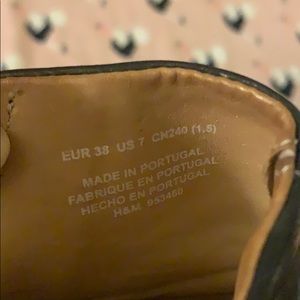 EUR 38 US 7 CN240 (1.5)
MADE IN PORTUGAL
FABRIQUE EN PORTUGAL
HECHO EN PORTUGAL
H&M. 953460